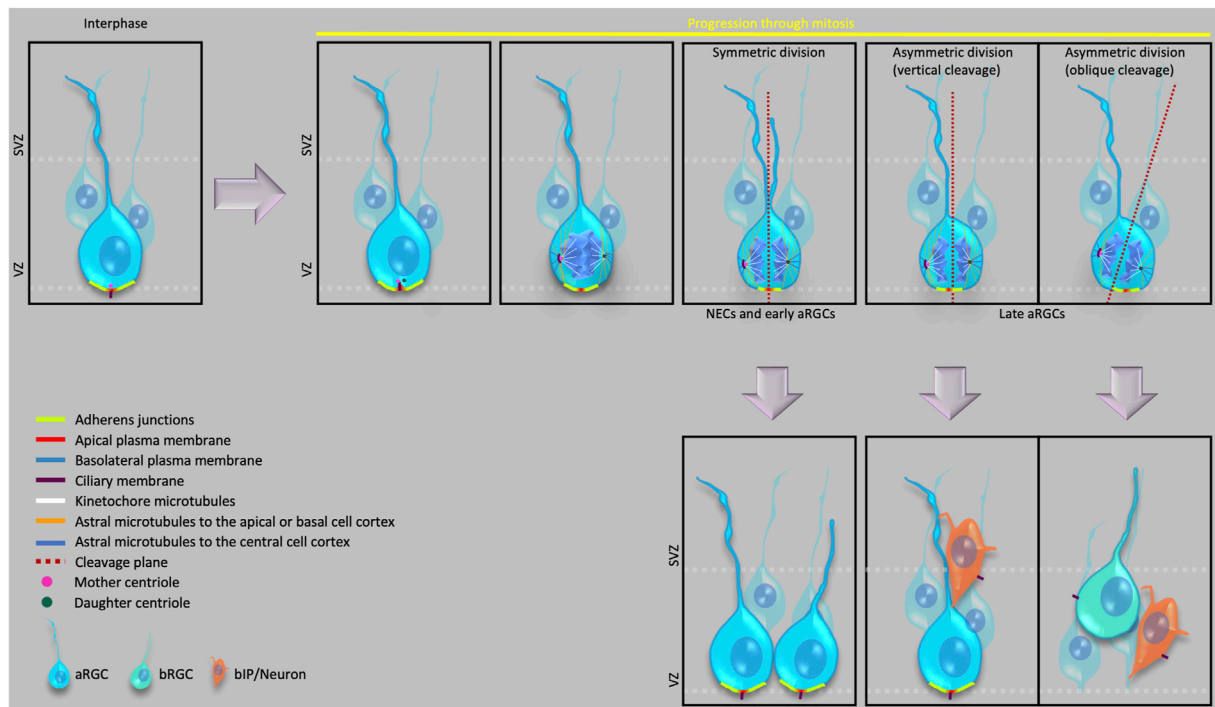 Interphase
Progression through mitosis
Symmetric division
Asymmetric division
(vertical cleavage)
Asymmetric division
(oblique cleavage)
SVZ
VZ
NECs and early aRGCs
Late aRGCs
Adherens junctions
Apical plasma membrane
Basolateral plasma membrane
Ciliary membrane
Kinetochore microtubules
Astral microtubules to the apical or basal cell cortex
Astral microtubules to the central cell cortex
Cleavage plane
Mother centriole
Daughter centriole
aRGC
bRGC
bIP/Neuron
SVZ
VZ